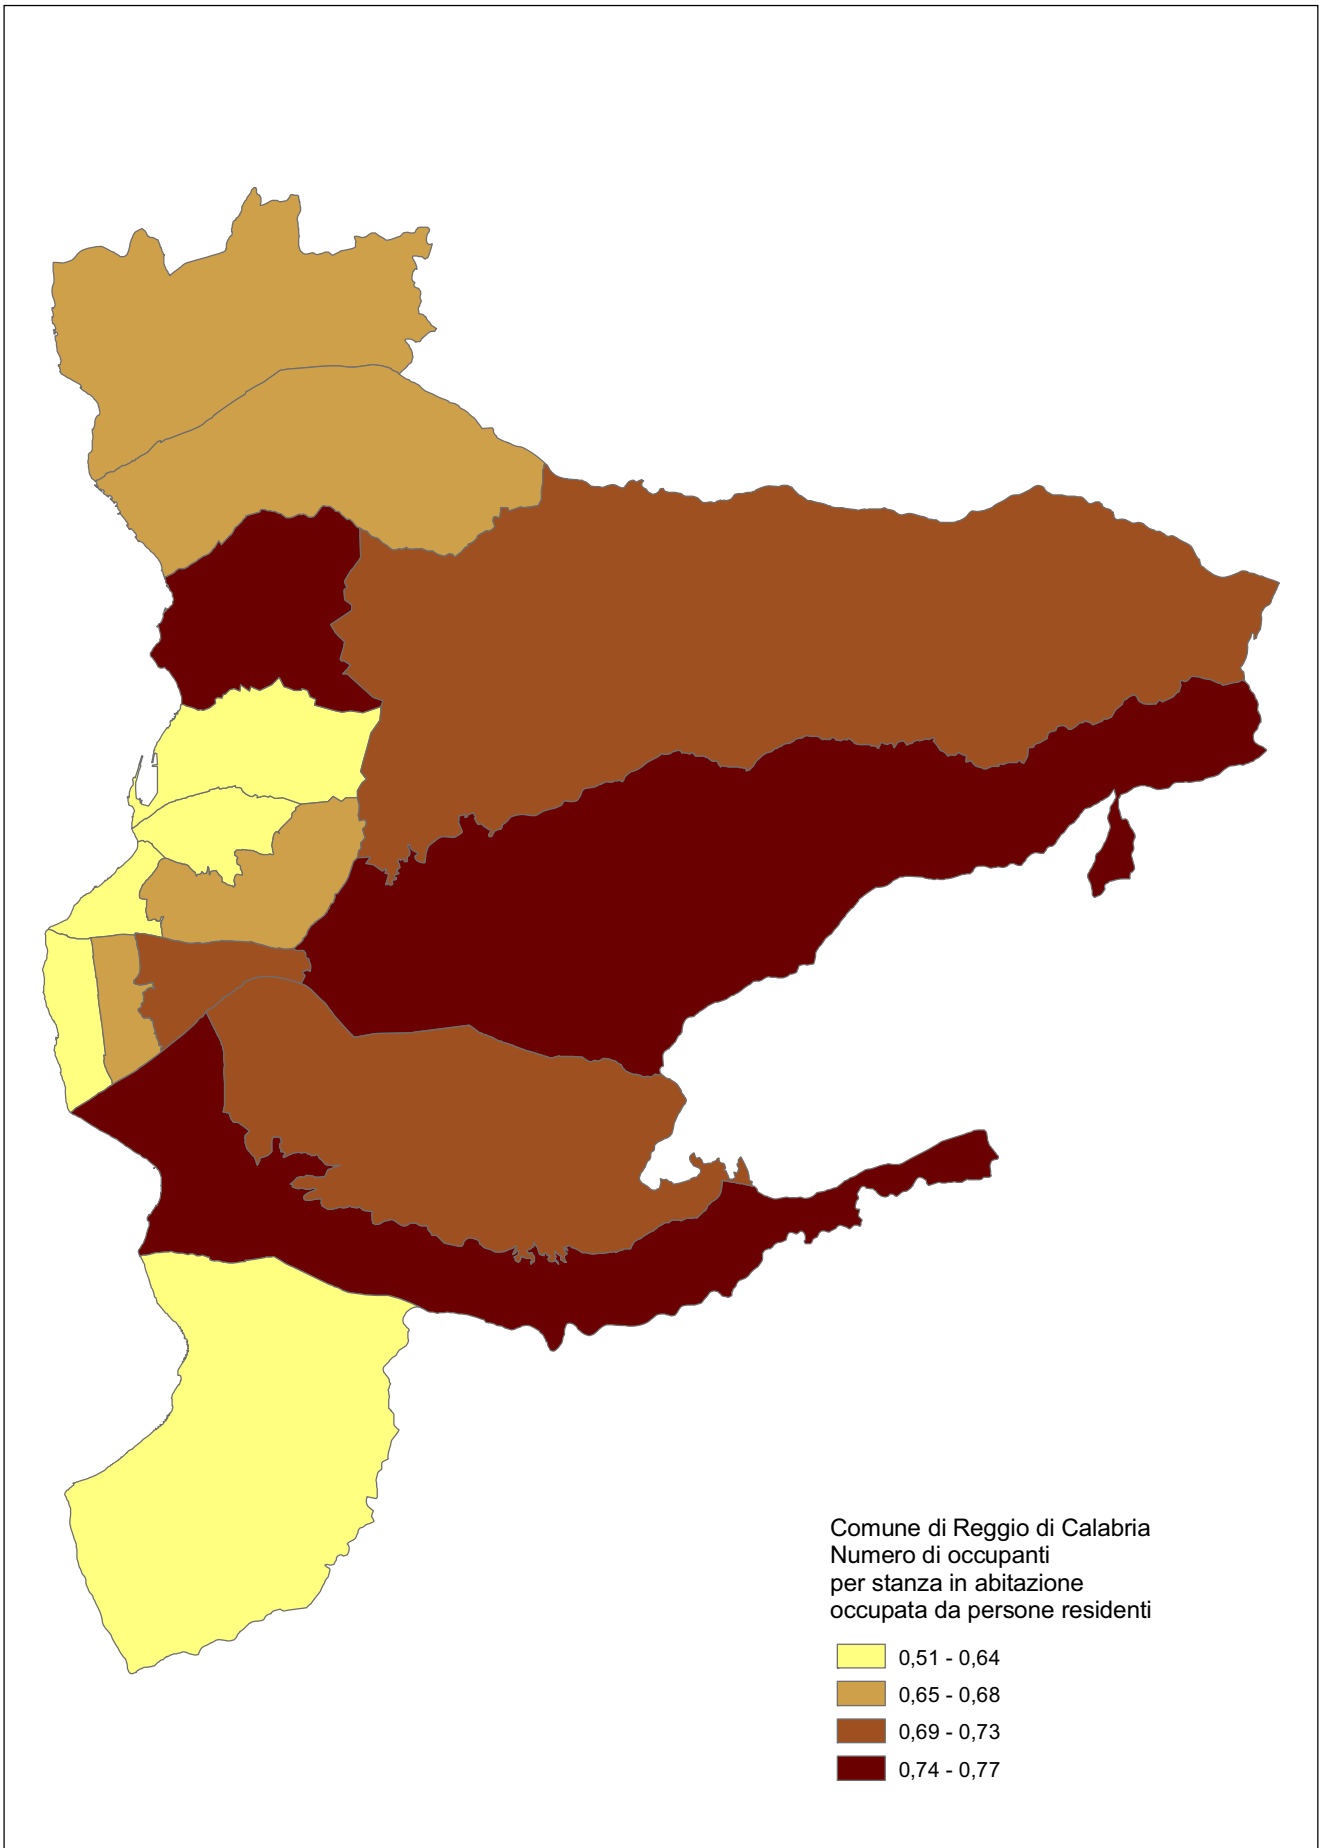 Comune di Reggio di Calabria
Numero di occupanti
per stanza in abitazione
occupata da persone residenti
0,51 - 0,64
0,65 - 0,68
0,69 - 0,73
0,74 - 0,77